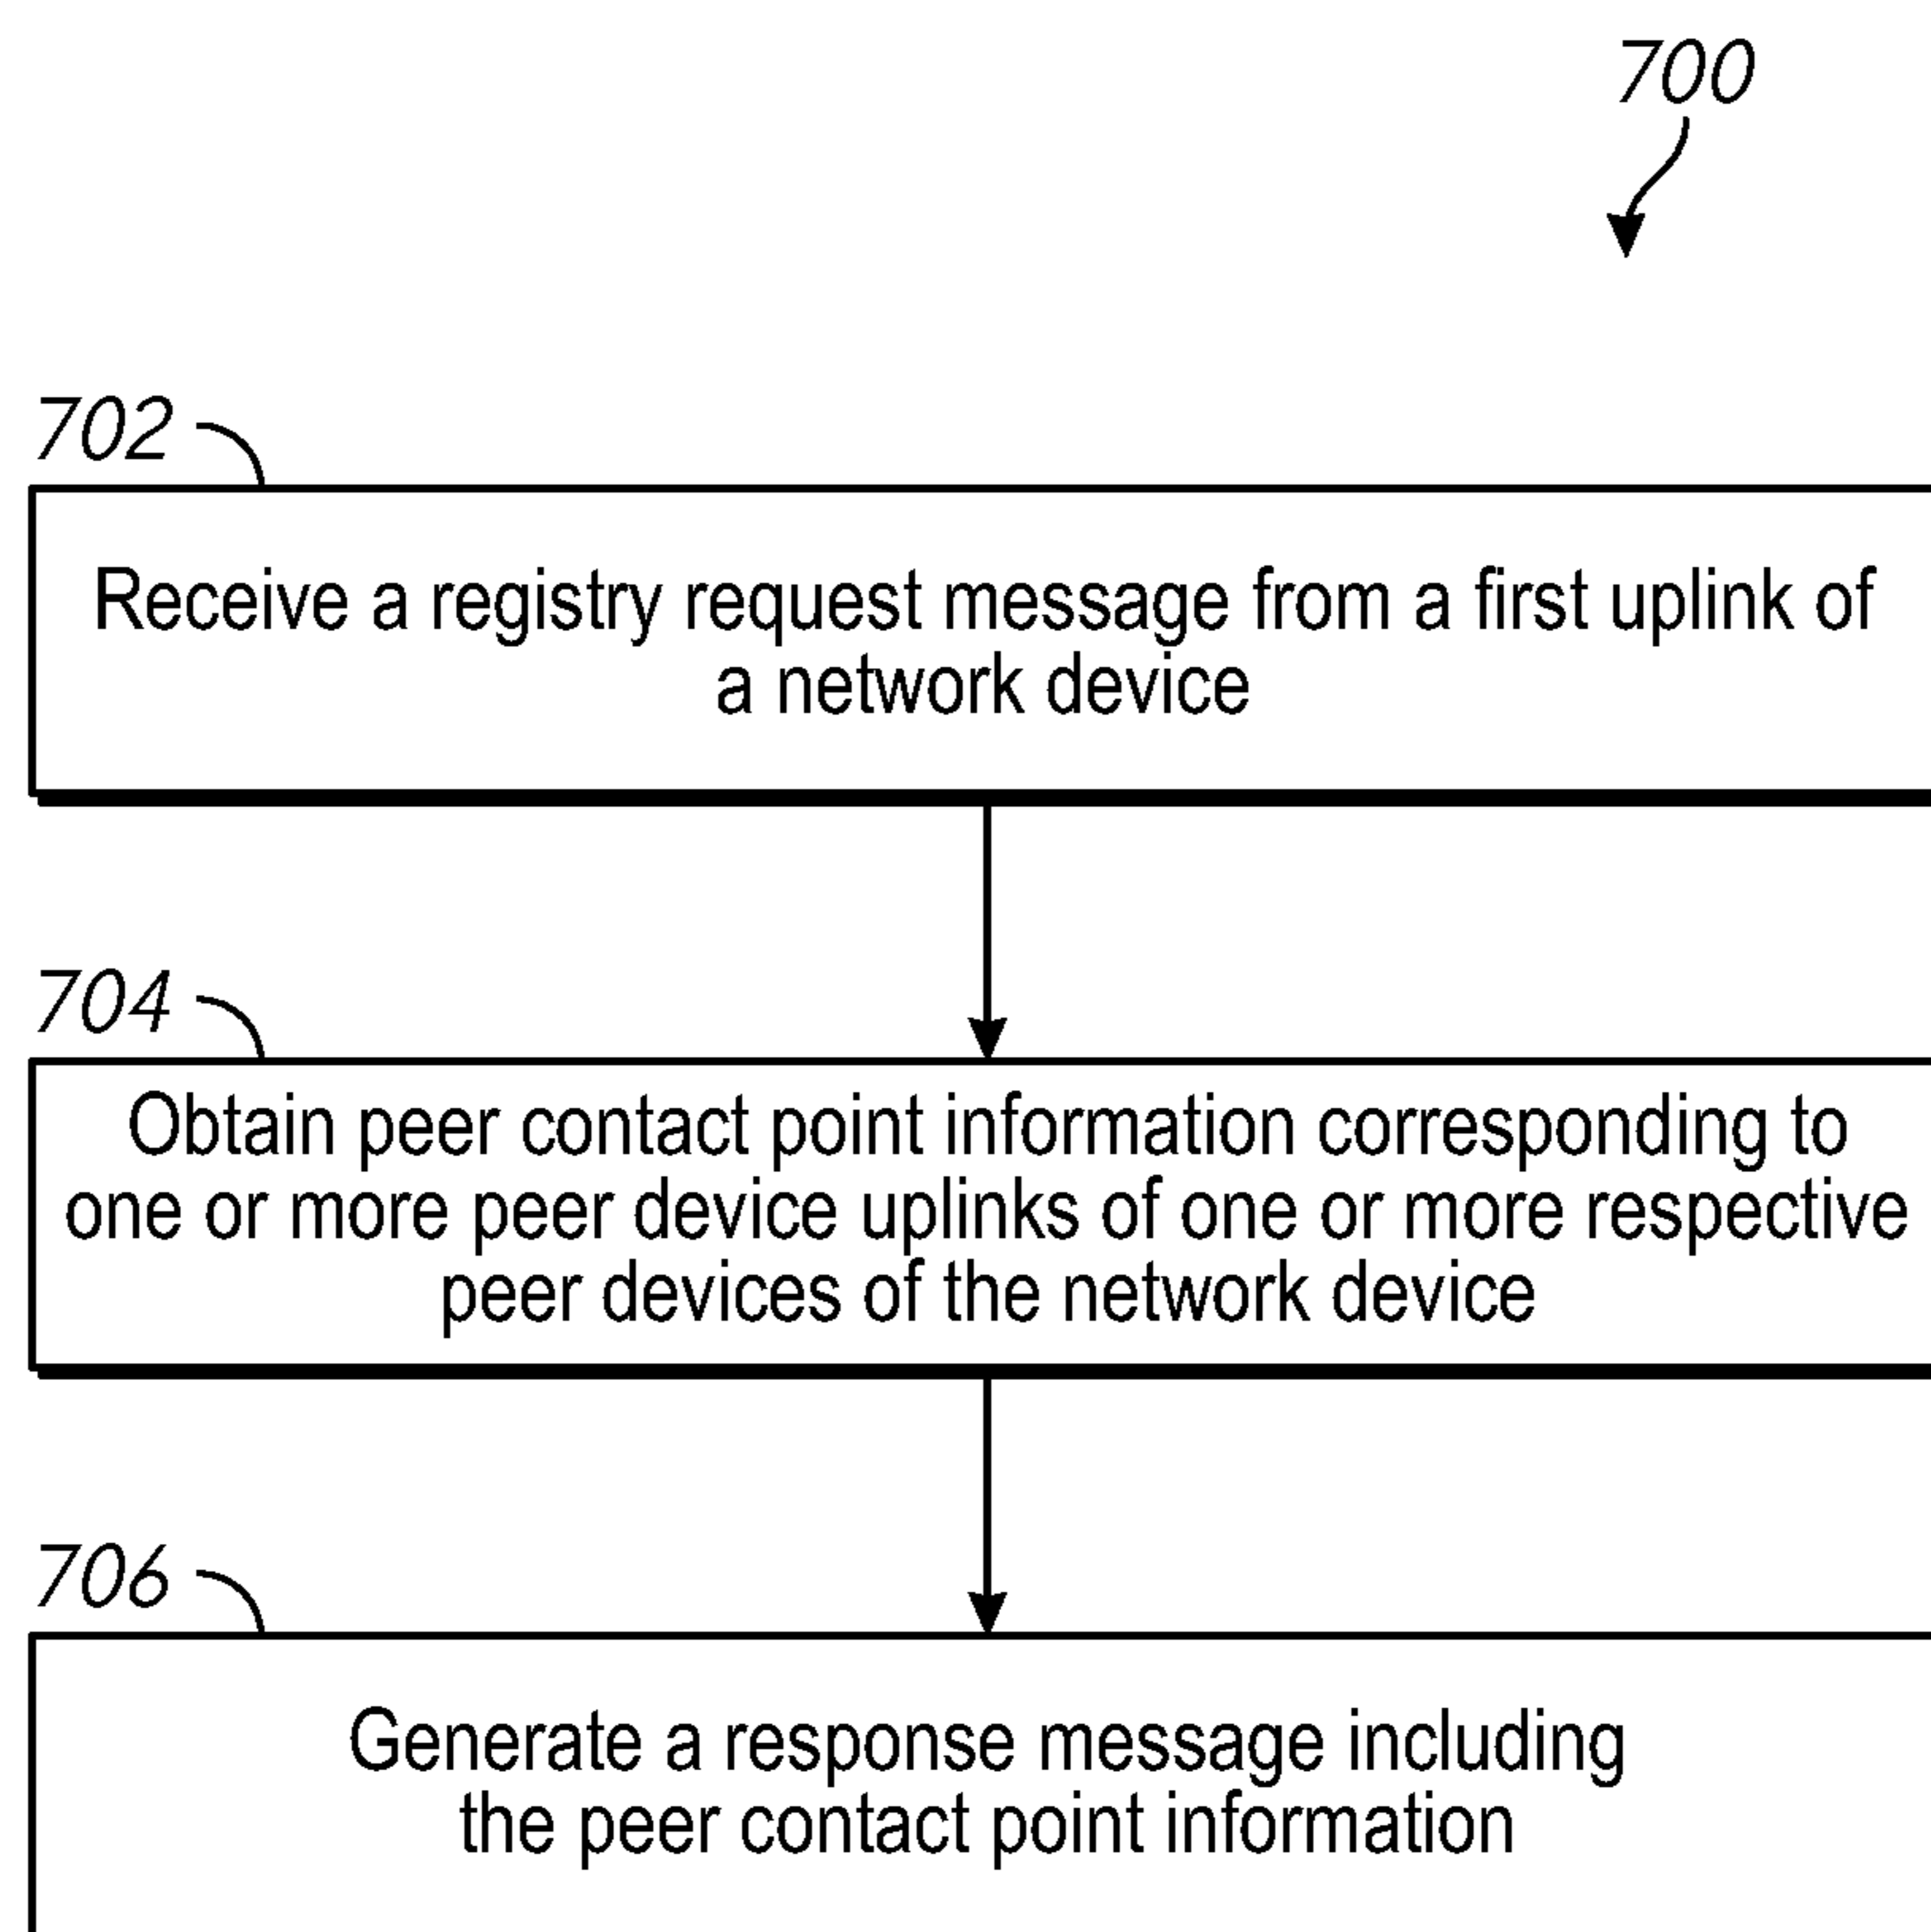 700
702
Receive a registry request message from a first uplink of
a network device
704
Obtain peer contact point information corresponding to
one or more peer device uplinks of one or more respective
peer devices of the network device
706
Generate a response message including
the peer contact point information